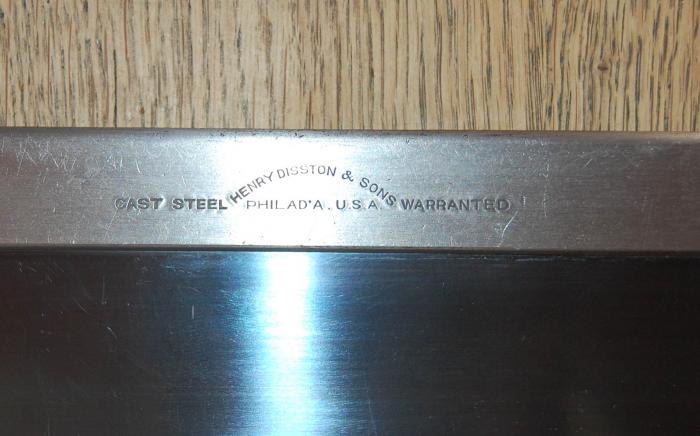 HENRY DISSTON & SONS
CAST STEEL PHILAD'A. U.S.A. WARRANTED